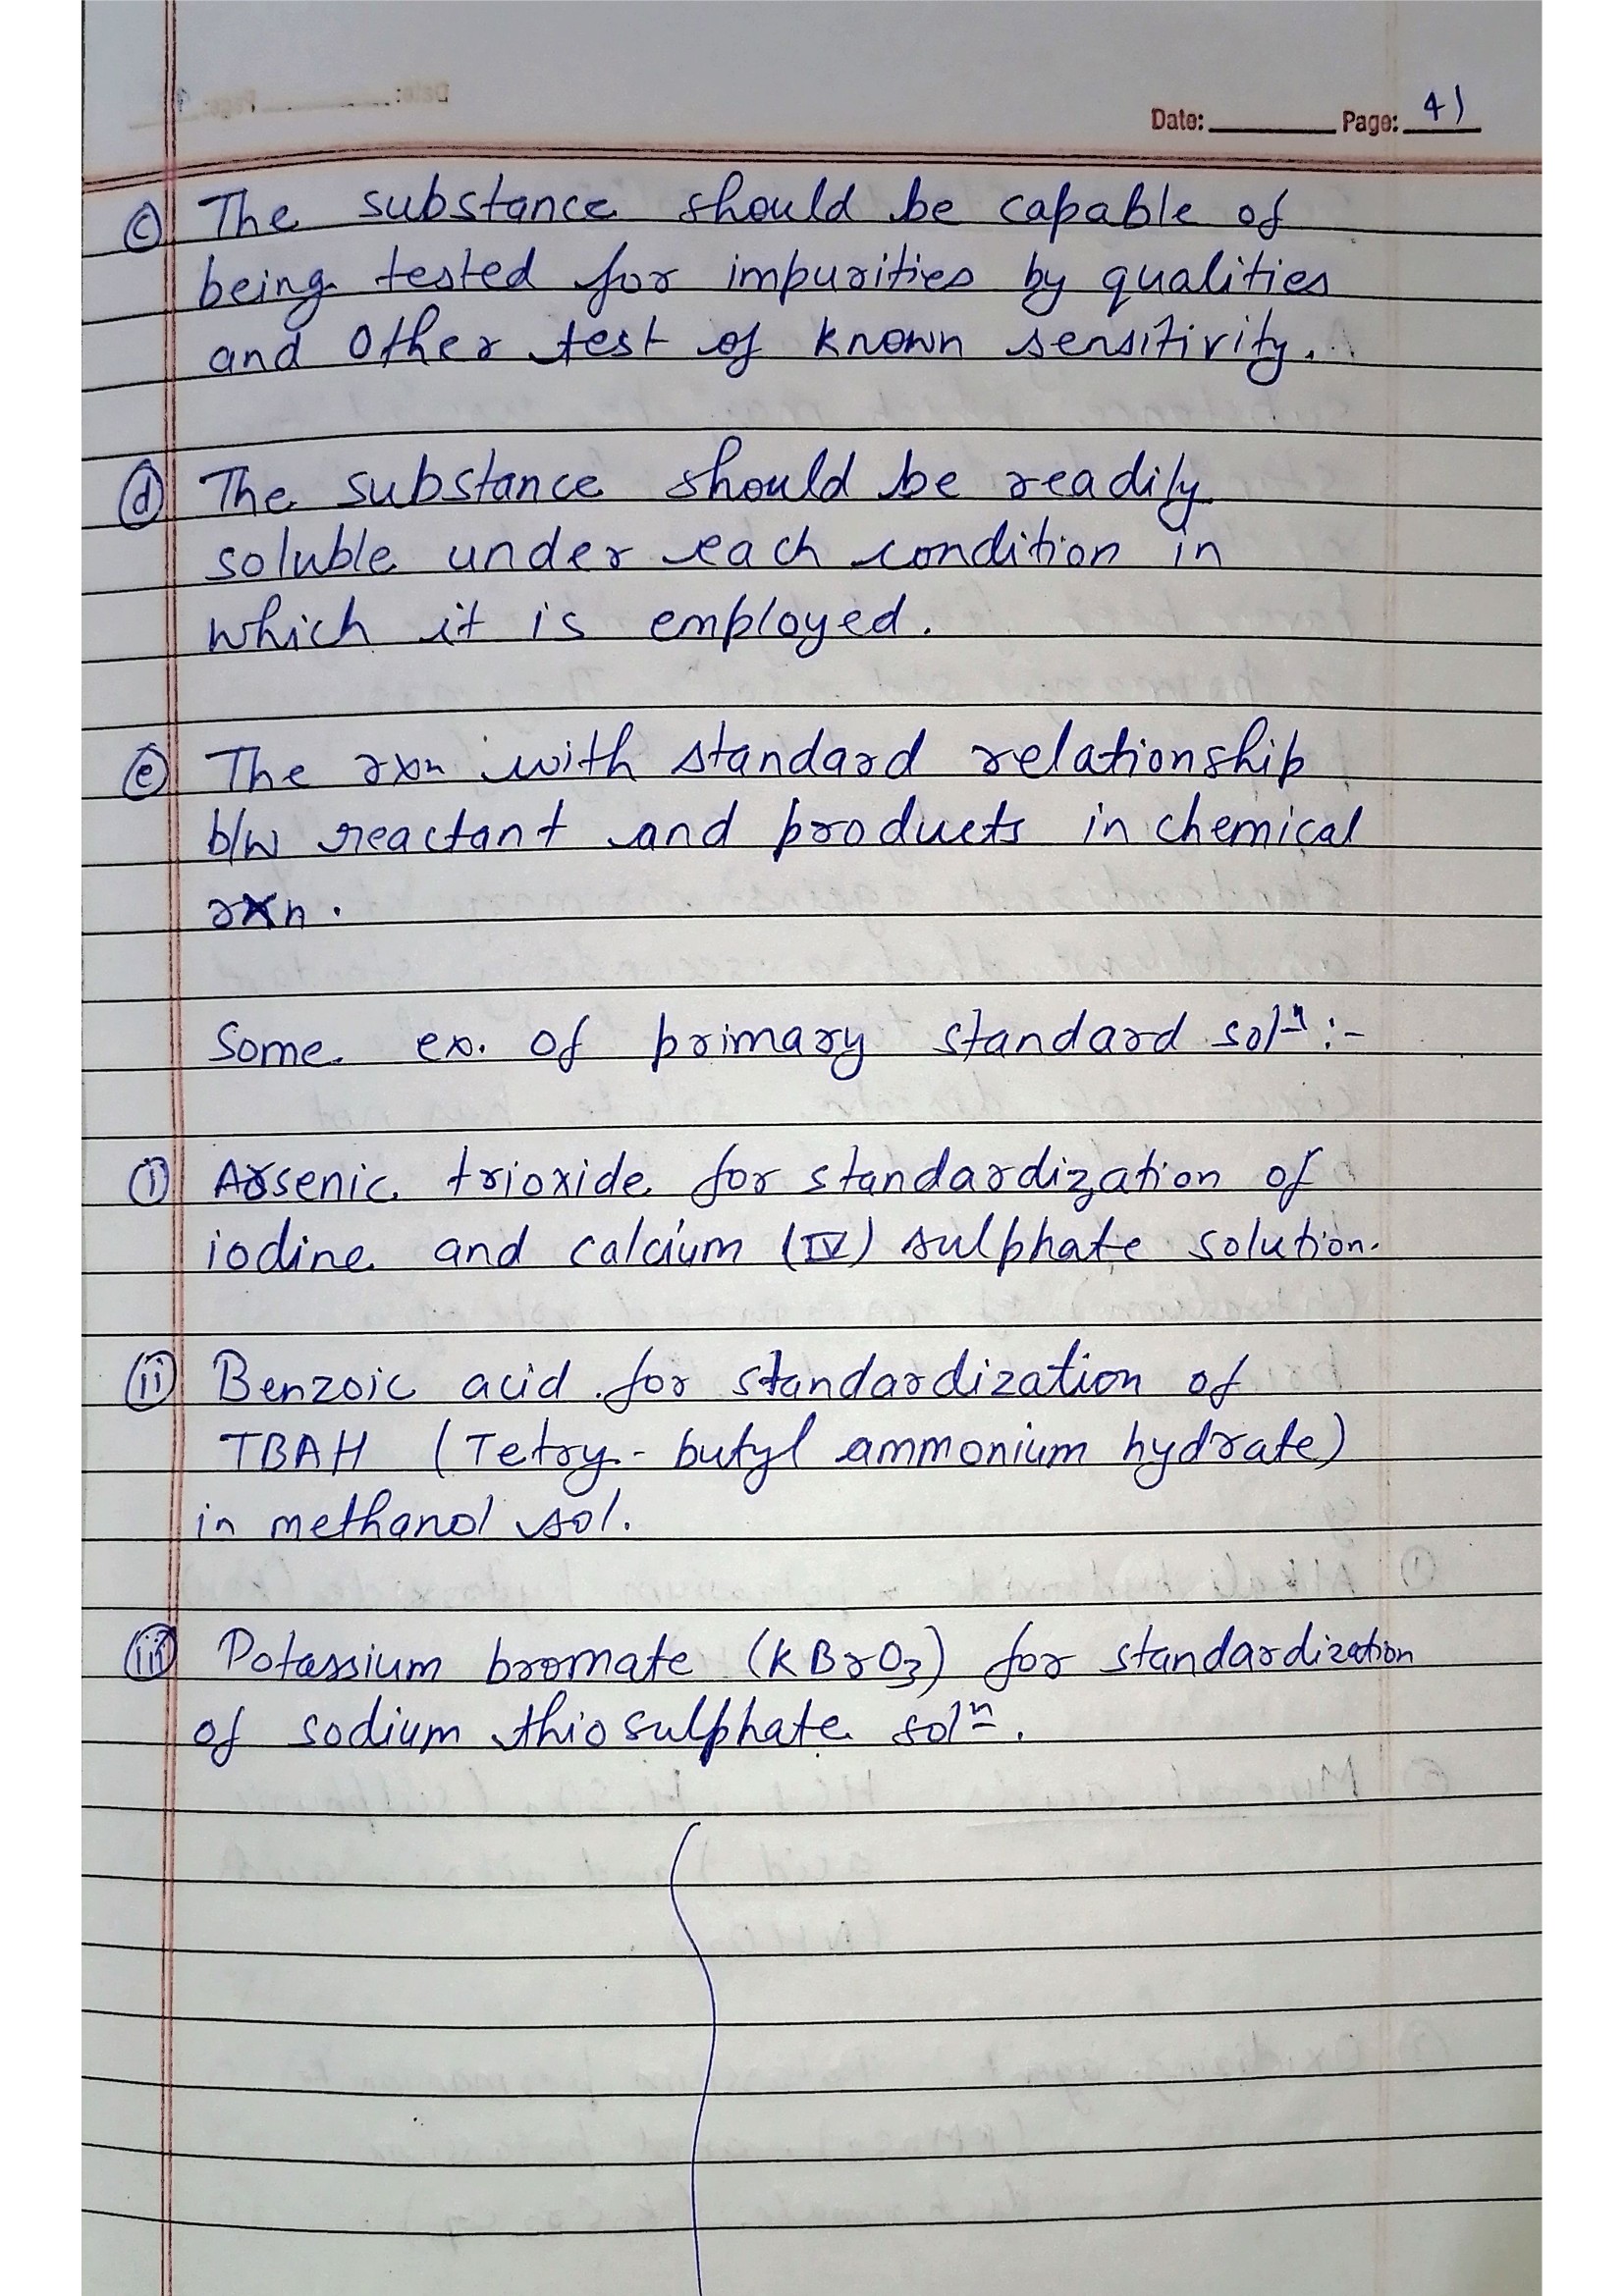 Date: Page: 4)
(c) The substance should be capable of
being tested for impurities by qualities
and Other test of known sensitivity.
(d) The substance should be readily
soluble under each condition in
which it is employed.
(e) The rxn with standard relationship
b/w reactant and products in chemical
rxn.
Some ex. of primary standard solⁿ :-
(i) Arsenic trioxide for standardization of
iodine and calcium (IV) sulphate solution.
(ii) Benzoic acid for standardization of
TBAH (Tetry - butyl ammonium hydrate)
in methanol sol.
(iii) Potassium bromate (KBrO₃) for standardization
of sodium thiosulphate solⁿ.